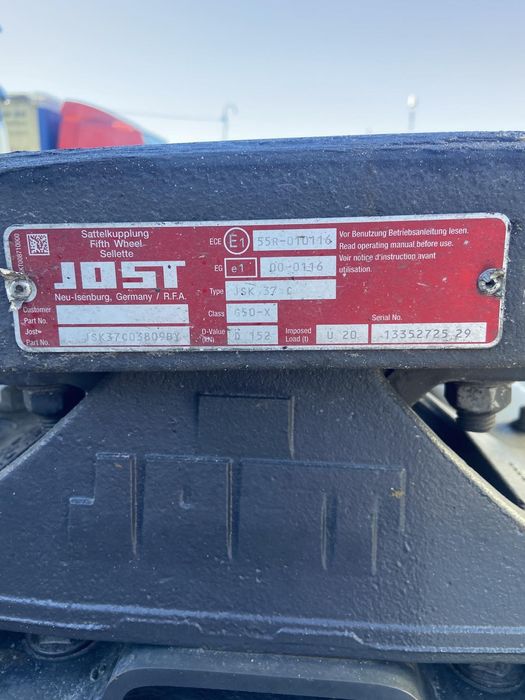 Sattelkupplung
Fifth Wheel
Sellette
JOST
Neu-Isenburg, Germany / R.F.A.
ECE E1 55R-010116
EG e1 00-0116
Type JSK 37 C
Class G50-X
Customer
Part No.
Jost-
Part No. JSK37C03B09BY
D-Value
(kN) D 152
Imposed
Load (t) U 20
Serial No.
13352725 29
Vor Benutzung Betriebsanleitung lesen.
Read operating manual before use.
Voir notice d'instruction avant
utilisation.
JOST